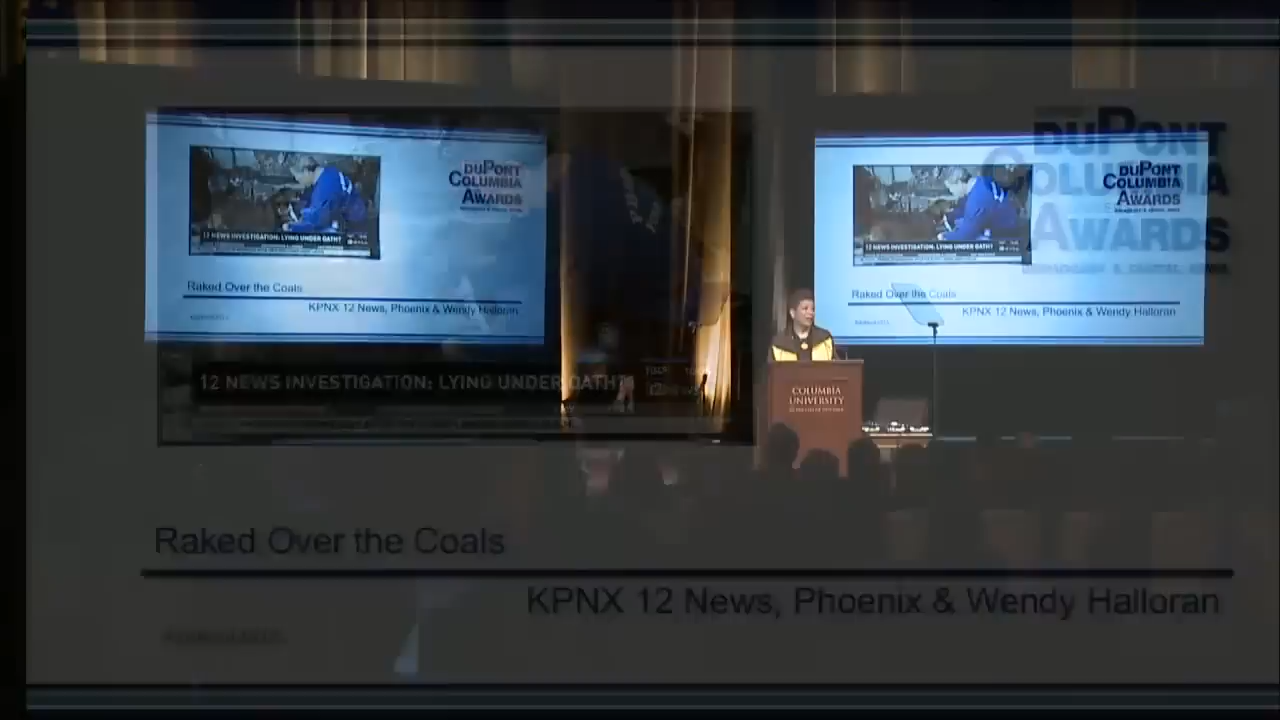 DUPONT
COLUMBIA
AWARDS
12 NEWS INVESTIGATION: LYING UNDER OATH?
Raked Over the Coals
KPNX 12 News, Phoenix & Wendy Halloran
DUPONT
COLUMBIA
AWARDS
12 NEWS INVESTIGATION: LYING UNDER OATH?
Raked Over the Coals
KPNX 12 News, Phoenix & Wendy Halloran
COLUMBIA
UNIVERSITY
DUPONT
COLUMBIA
AWARDS
12 NEWS INVESTIGATION: LYING UNDER OATH?
Raked Over the Coals
KPNX 12 News, Phoenix & Wendy Halloran